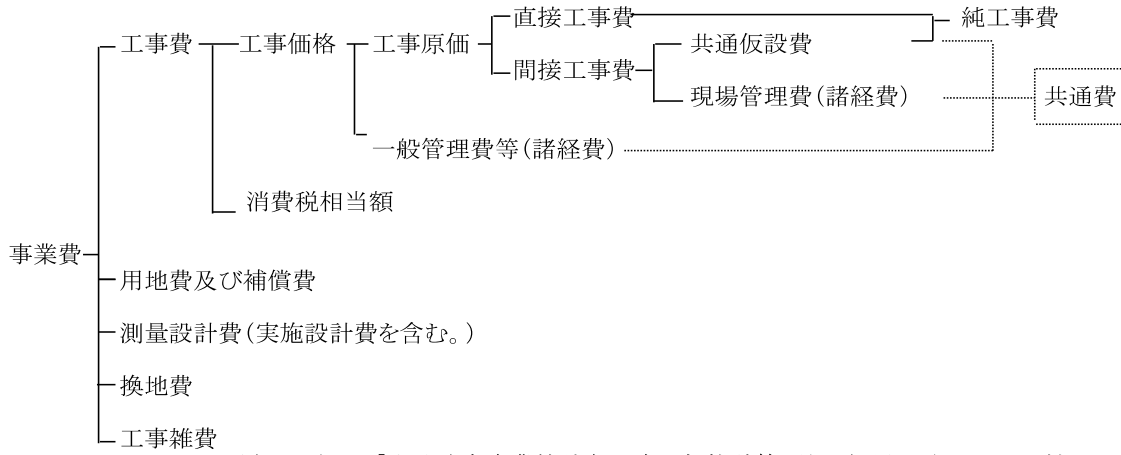 直接工事費
純工事費
工事費
工事価格
工事原価
共通仮設費
間接工事費
現場管理費（諸経費）
共通費
一般管理費等（諸経費）
消費税相当額
事業費
用地費及び補償費
測量設計費（実施設計費を含む。）
換地費
工事雑費